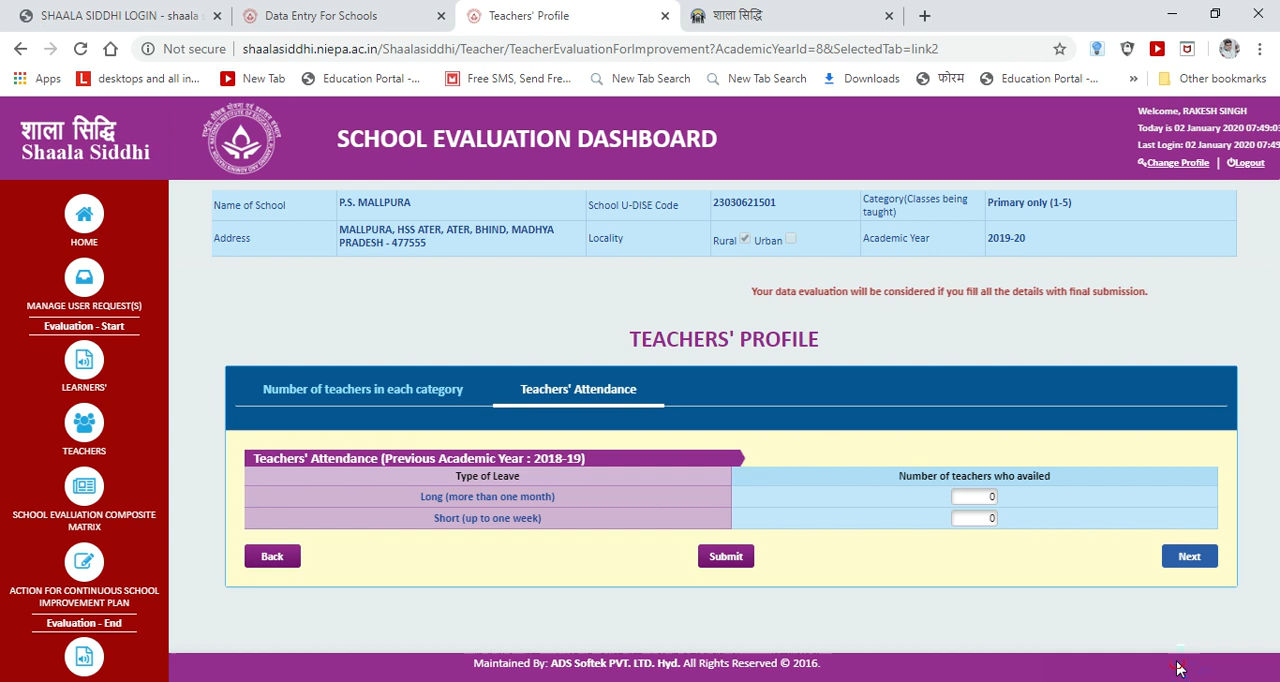 SHAALA SIDDHI LOGIN - shaala
Data Entry For Schools
Teachers' Profile
शाला सिद्धि
Not secure
shaalasiddhi.niepa.ac.in/Shaalasiddhi/Teacher/TeacherEvaluationForImprovement?AcademicYearId=8&SelectedTab=link2
Apps
desktops and all in...
New Tab
Education Portal -...
Free SMS, Send Fre...
New Tab Search
New Tab Search
Downloads
फोरम
Education Portal -...
»
Other bookmarks
शाला सिद्धि
Shaala Siddhi
SCHOOL EVALUATION DASHBOARD
Welcome, RAKESH SINGH
Today is 02 January 2020 07:49:03
Last Login: 02 January 2020 07:49
Change Profile | Logout
HOME
MANAGE USER REQUEST(S)
Evaluation - Start
LEARNERS'
TEACHERS
SCHOOL EVALUATION COMPOSITE
MATRIX
ACTION FOR CONTINUOUS SCHOOL
IMPROVEMENT PLAN
Evaluation - End
Name of School
P.S. MALLPURA
School U-DISE Code
23030621501
Category(Classes being
taught)
Primary only (1-5)
Address
MALLPURA, HSS ATER, ATER, BHIND, MADHYA
PRADESH - 477555
Locality
Rural Urban
Academic Year
2019-20
Your data evaluation will be considered if you fill all the details with final submission.
TEACHERS' PROFILE
Number of teachers in each category
Teachers' Attendance
Teachers' Attendance (Previous Academic Year : 2018-19)
Type of Leave
Number of teachers who availed
Long (more than one month)
0
Short (up to one week)
0
Back
Submit
Next
Maintained By: ADS Softek PVT. LTD. Hyd. All Rights Reserved © 2016.